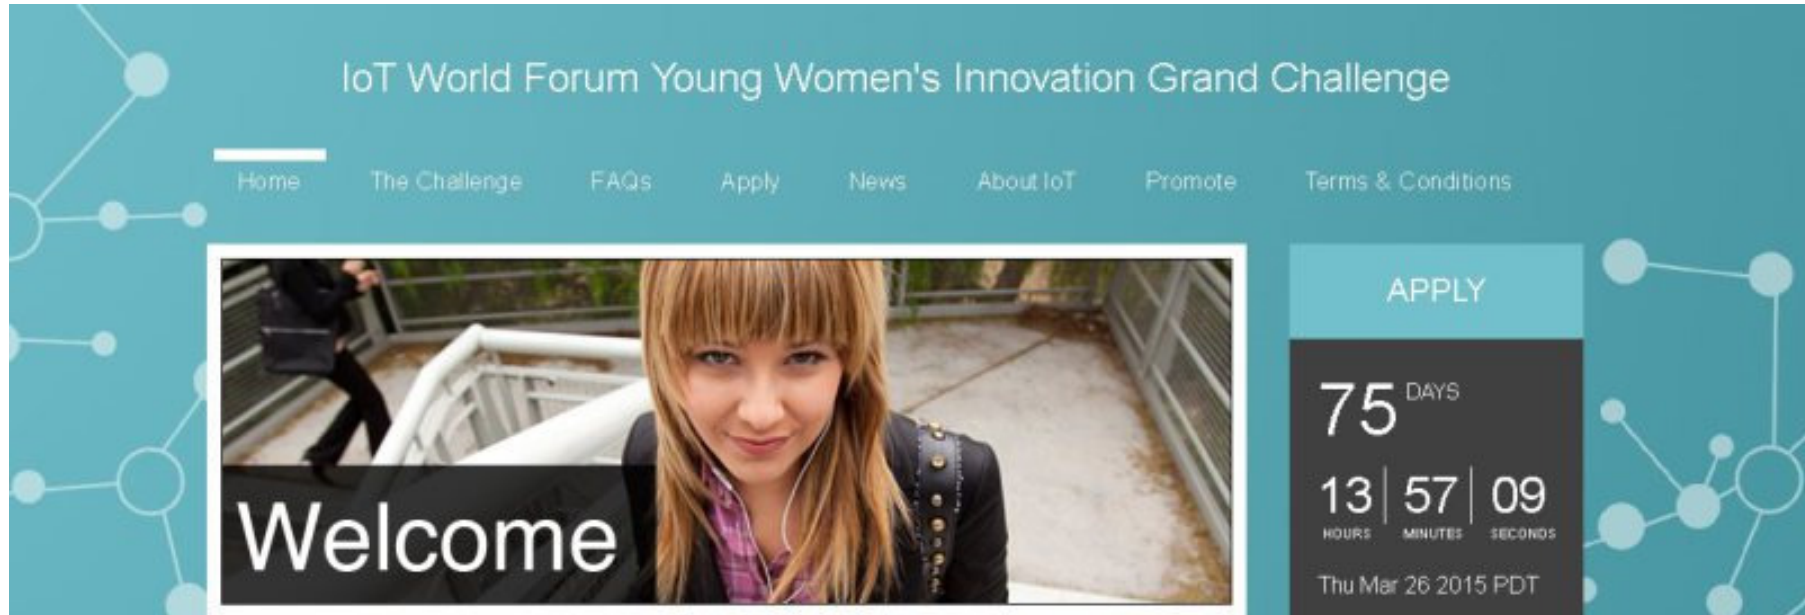 IoT World Forum Young Women's Innovation Grand Challenge
Home The Challenge FAQs Apply News About IoT Promote Terms & Conditions
APPLY
75 DAYS
13 57 09
HOURS MINUTES SECONDS
Thu Mar 26 2015 PDT
Welcome